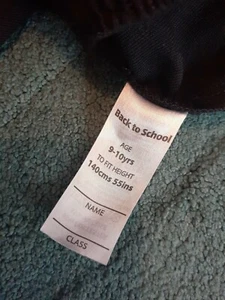 Back to School
AGE
9-10yrs
TO FIT HEIGHT
140cms 55ins
NAME
CLASS